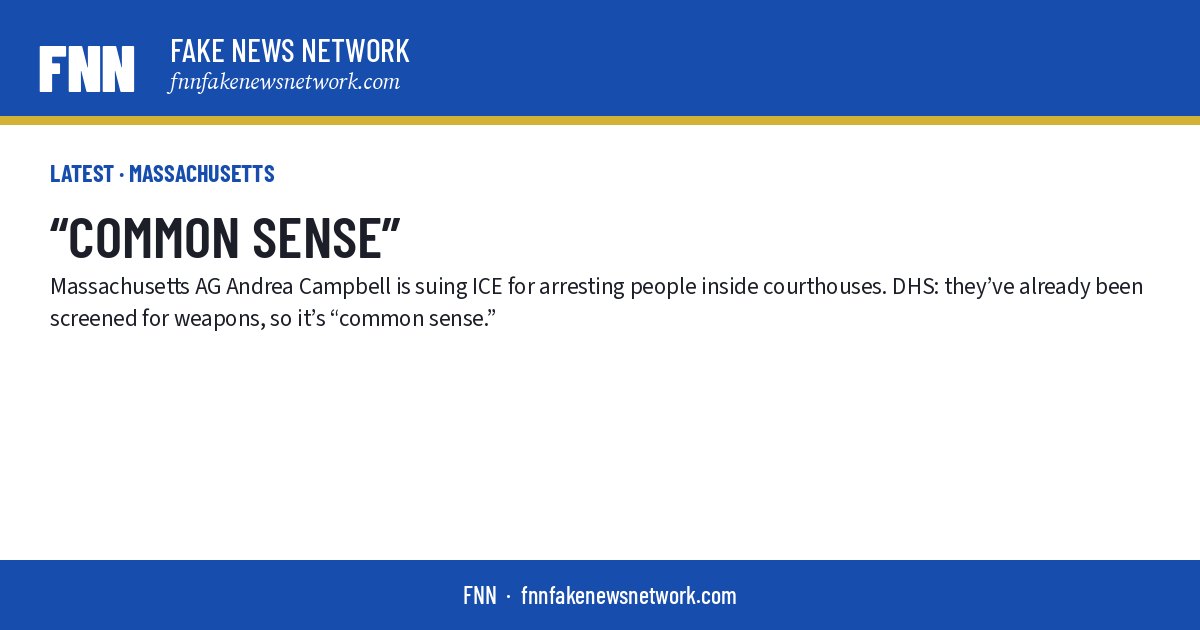 FNN
FAKE NEWS NETWORK
fnnfakenewsnetwork.com
LATEST · MASSACHUSETTS
“COMMON SENSE”
Massachusetts AG Andrea Campbell is suing ICE for arresting people inside courthouses. DHS: they’ve already been
screened for weapons, so it’s “common sense.”
FNN · fnnfakenewsnetwork.com